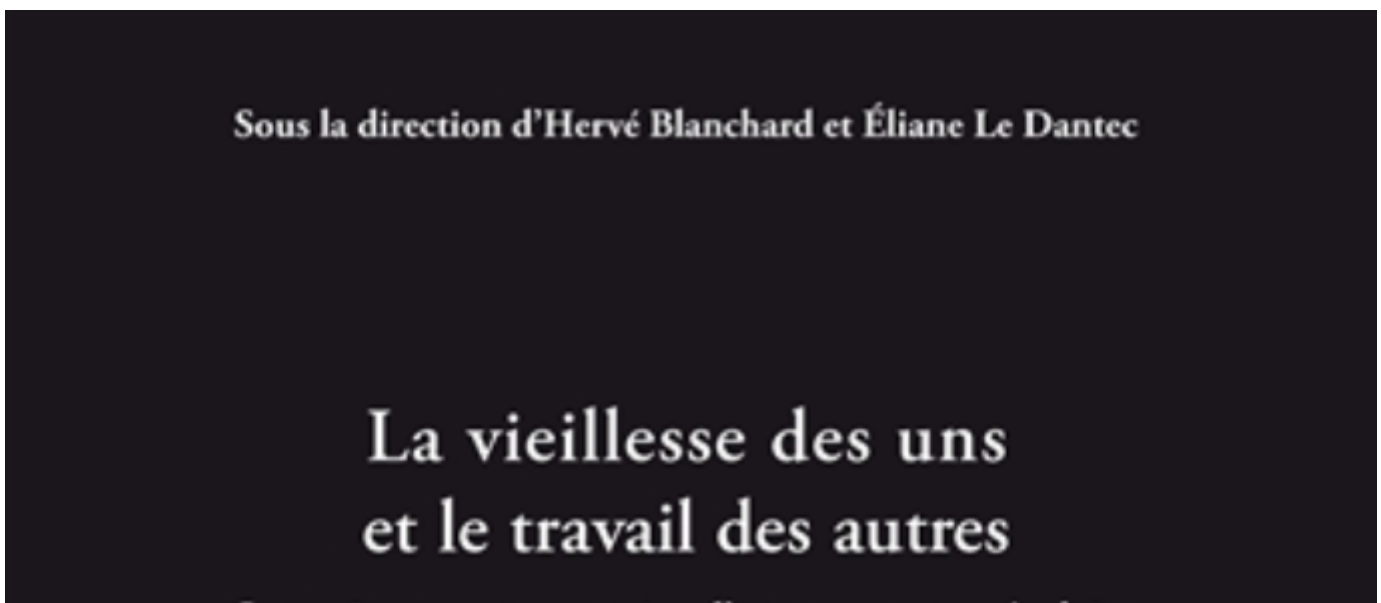 Sous la direction d’Hervé Blanchard et Éliane Le Dantec
La vieillesse des uns
et le travail des autres